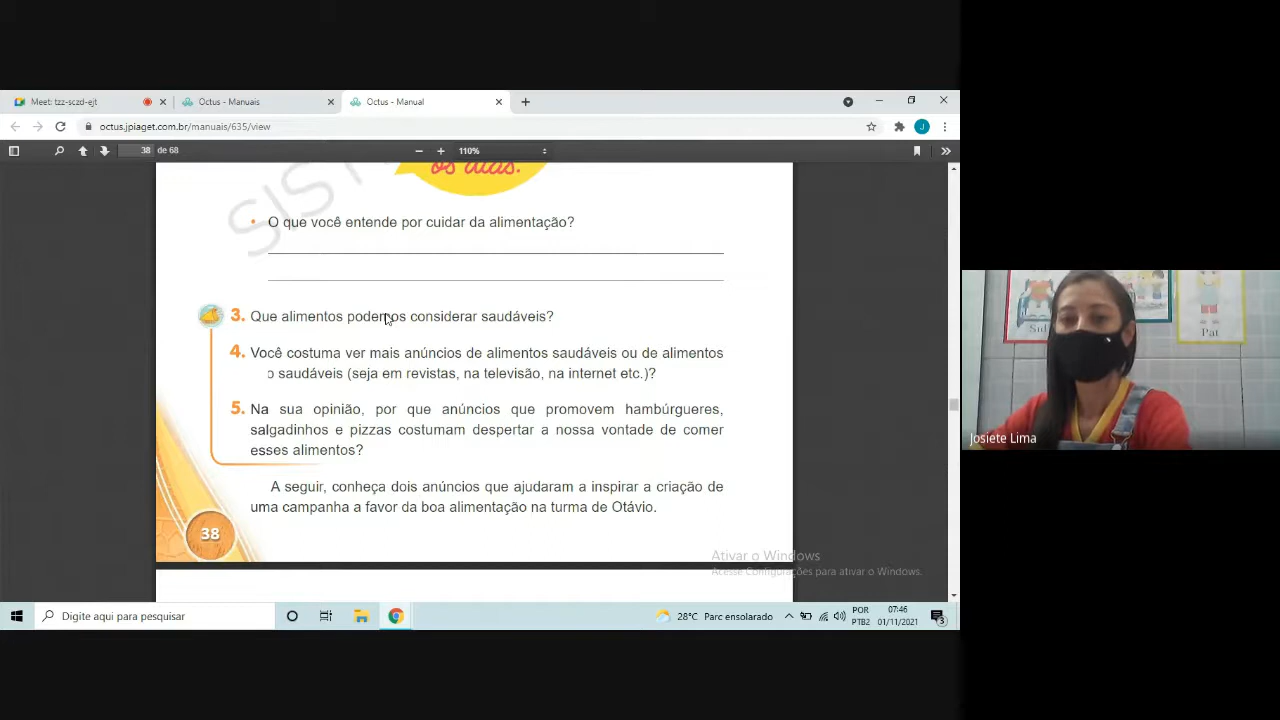 Meet: tzz-sczd-ejt
Octus - Manuais
Octus - Manual
octus.jpiaget.com.br/manuais/635/view
38 de 68
110%
os dias.
SIST
• O que você entende por cuidar da alimentação?
3. Que alimentos podemos considerar saudáveis?
4. Você costuma ver mais anúncios de alimentos saudáveis ou de alimentos
o saudáveis (seja em revistas, na televisão, na internet etc.)?
5. Na sua opinião, por que anúncios que promovem hambúrgueres,
salgadinhos e pizzas costumam despertar a nossa vontade de comer
esses alimentos?
A seguir, conheça dois anúncios que ajudaram a inspirar a criação de
uma campanha a favor da boa alimentação na turma de Otávio.
38
Ativar o Windows
Acesse Configurações para ativar o Windows.
Digite aqui para pesquisar
28°C Parc ensolarado
POR
PTB2
07:46
01/11/2021
3
J
Sul
Pat
Josiete Lima